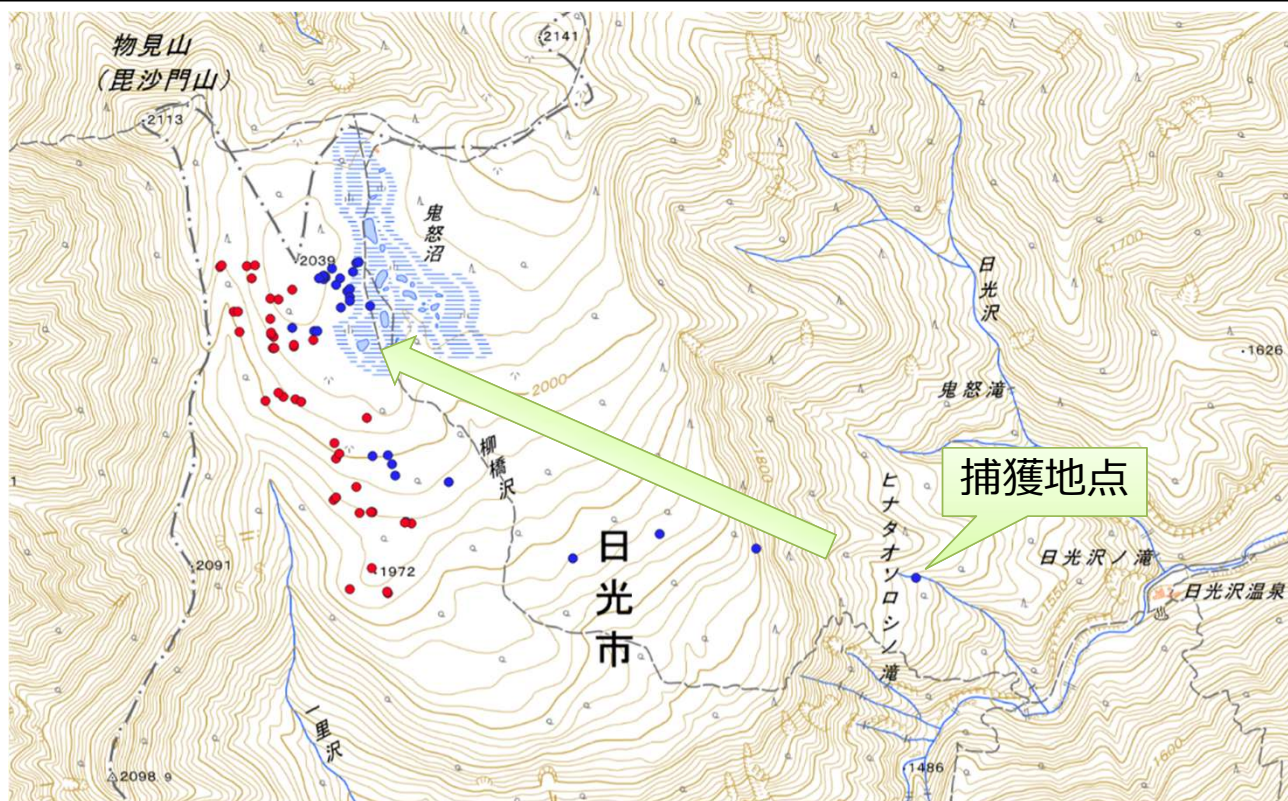 物見山
(毘沙門山)
2141
2113
鬼怒沼
2039
1950
1700
日光沢
1626
2000
鬼怒滝
1800
柳橋沢
ヒナタオソロシノ滝
捕獲地点
1
日光市
2091
1972
日光沢ノ滝
1550
日光沢温泉
一里沢
2098.9
1486
1600